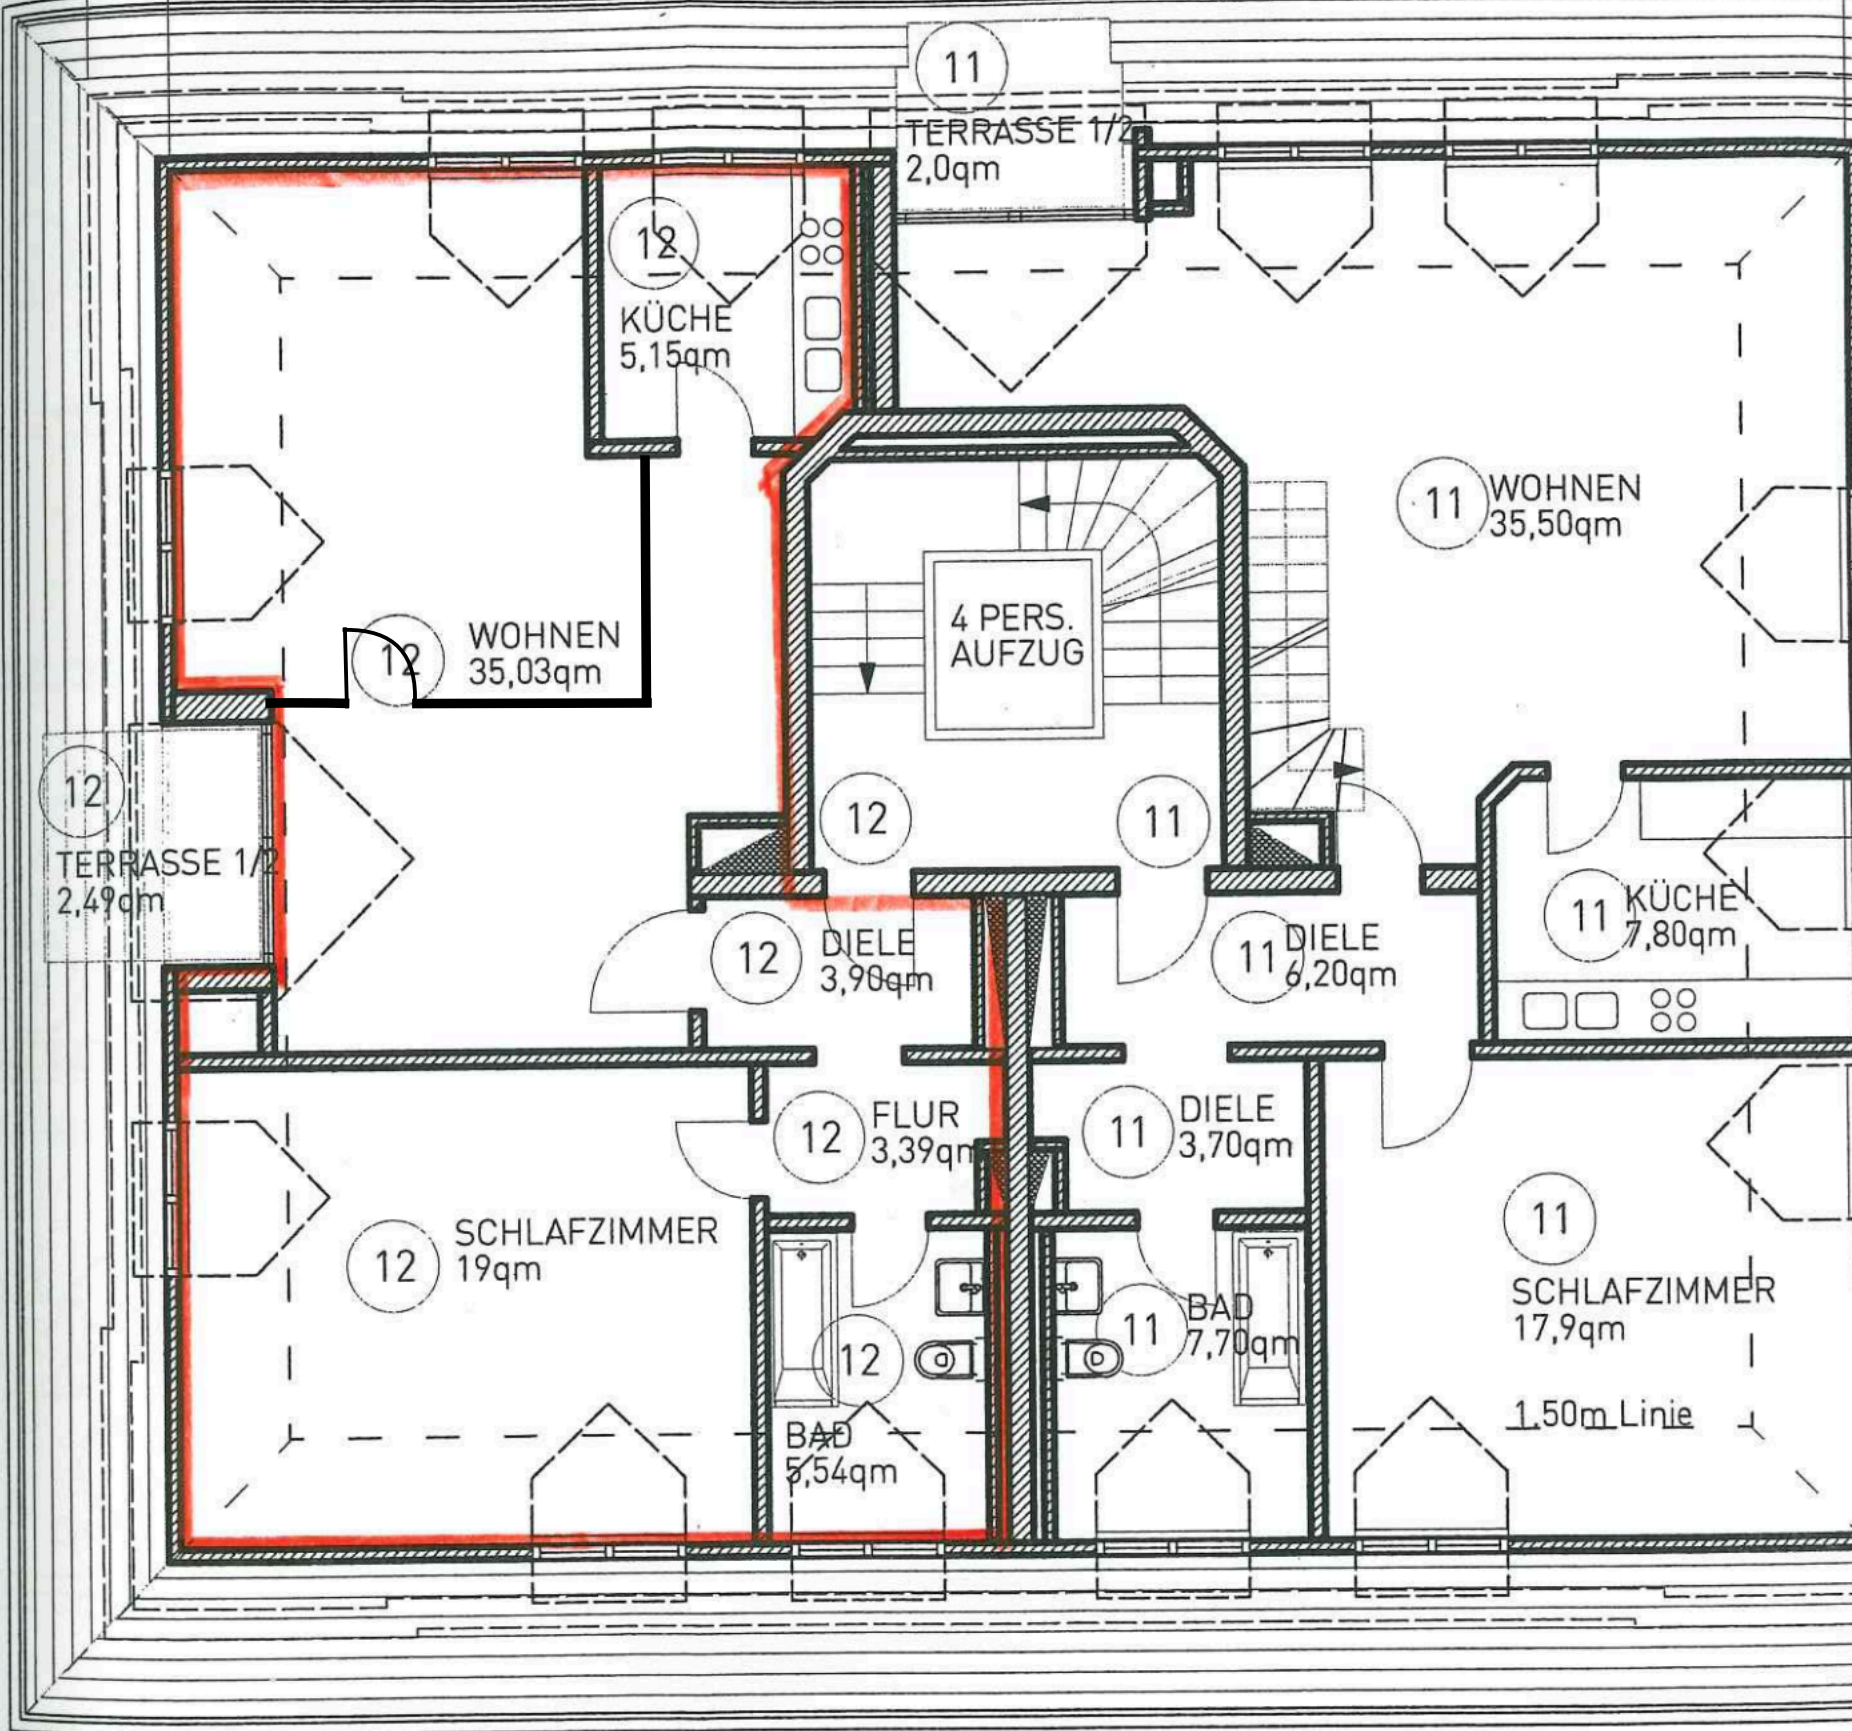 11
TERRASSE 1/2
2,0qm
12
KÜCHE
5,15qm
11
WOHNEN
35,50qm
12
WOHNEN
35,03qm
4 PERS.
AUFZUG
12
TERRASSE 1/2
2,49qm
12
11
12
DIELE
3,90qm
11
DIELE
6,20qm
11
KÜCHE
7,80qm
12
FLUR
3,39qm
11
DIELE
3,70qm
12
SCHLAFZIMMER
19qm
11
SCHLAFZIMMER
17,9qm
12
BAD
5,54qm
11
BAD
7,70qm
1.50m Linie